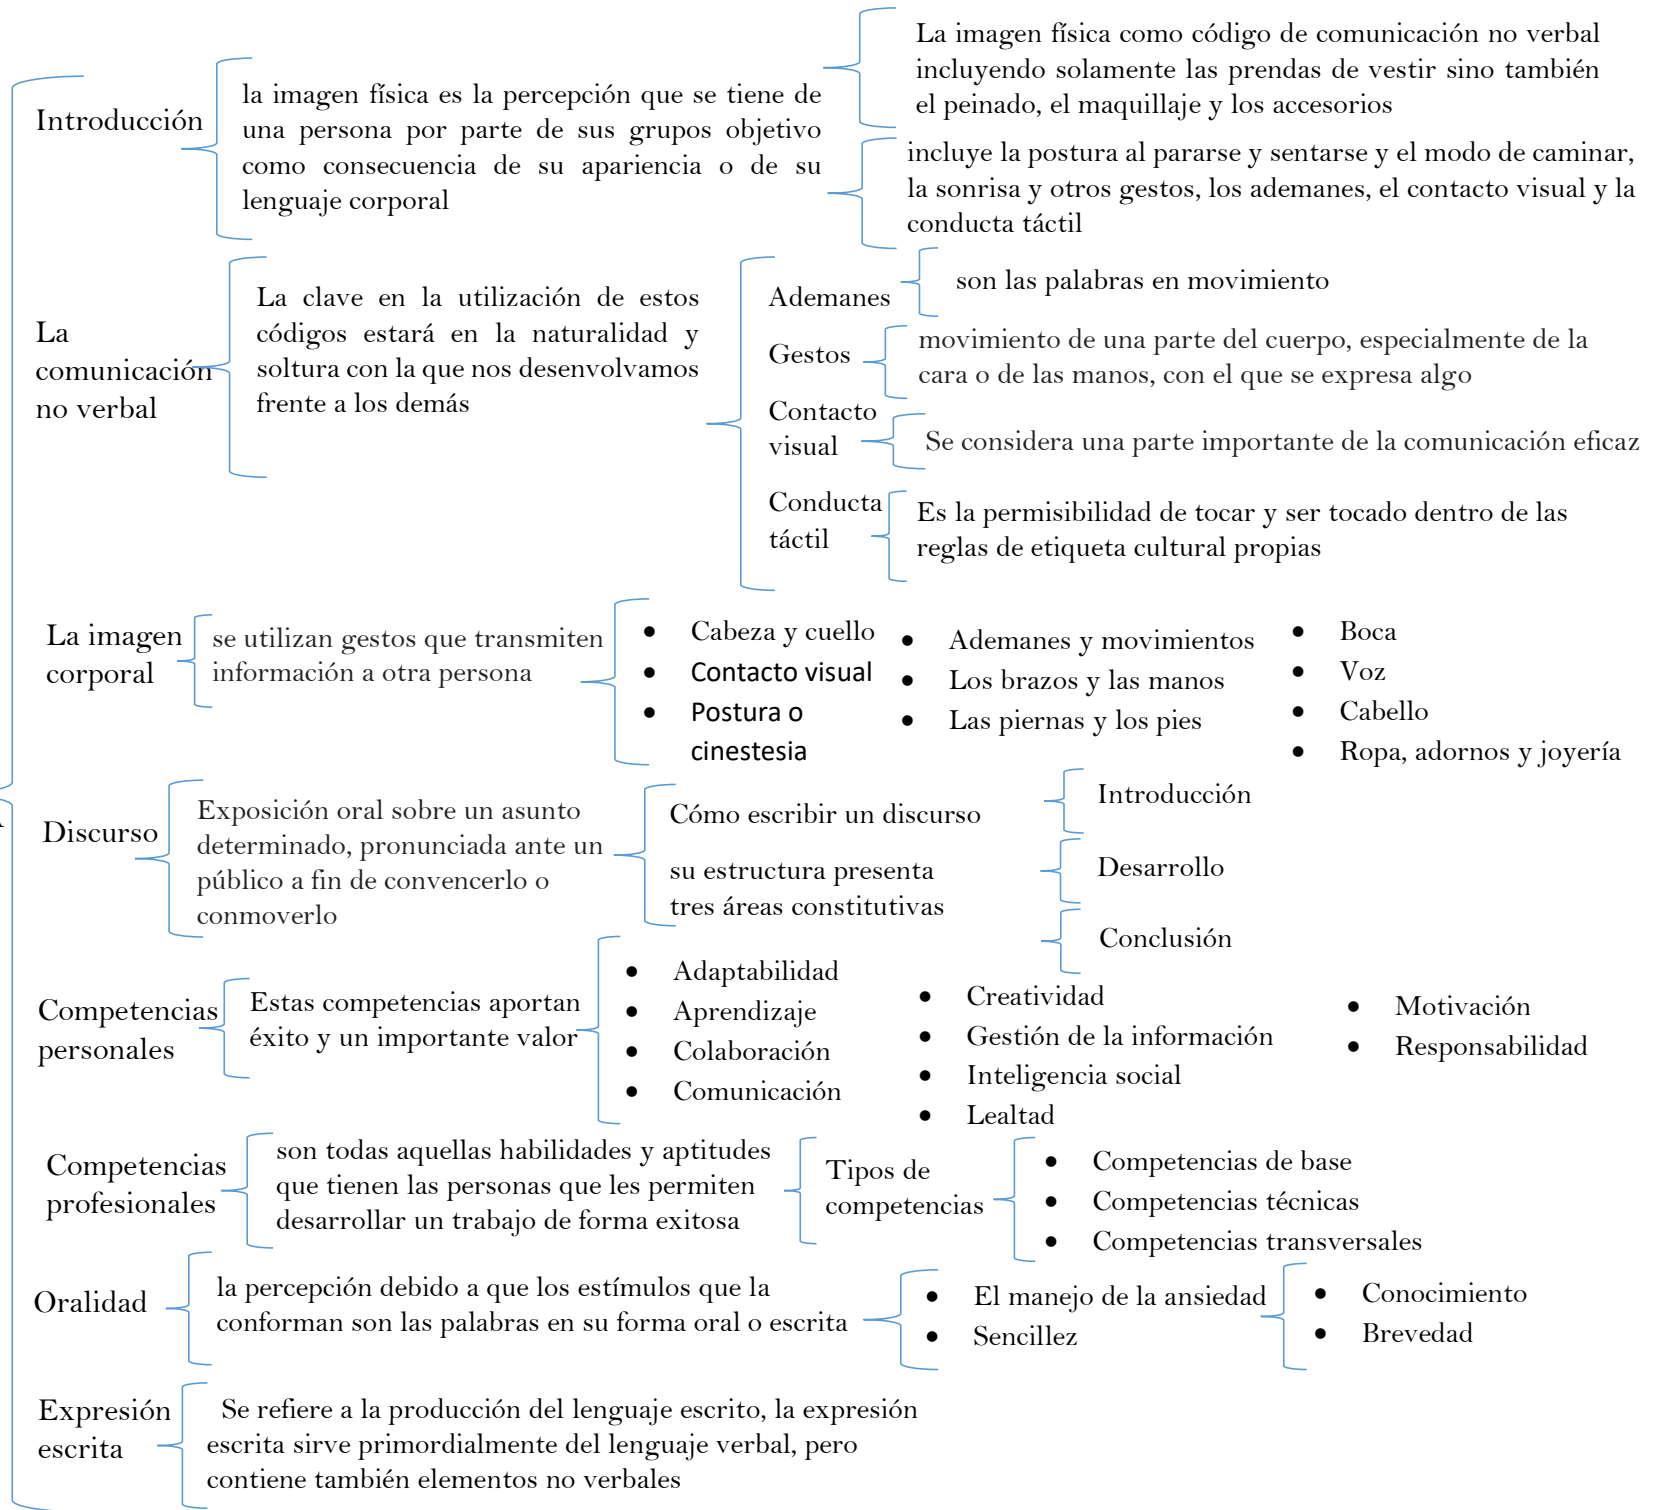 Introducción
la imagen física es la percepción que se tiene de
una persona por parte de sus grupos objetivo
como consecuencia de su apariencia o de su
lenguaje corporal
La imagen física como código de comunicación no verbal
incluyendo solamente las prendas de vestir sino también
el peinado, el maquillaje y los accesorios
incluye la postura al pararse y sentarse y el modo de caminar,
la sonrisa y otros gestos, los ademanes, el contacto visual y la
conducta táctil
La
comunicación
no verbal
La clave en la utilización de estos
códigos estará en la naturalidad y
soltura con la que nos desenvolvamos
frente a los demás
Ademanes
son las palabras en movimiento
Gestos
movimiento de una parte del cuerpo, especialmente de la
cara o de las manos, con el que se expresa algo
Contacto
visual
Se considera una parte importante de la comunicación eficaz
Conducta
táctil
Es la permisibilidad de tocar y ser tocado dentro de las
reglas de etiqueta cultural propias
La imagen
corporal
se utilizan gestos que transmiten
información a otra persona
• Cabeza y cuello
• Contacto visual
• Postura o
cinestesia
• Ademanes y movimientos
• Los brazos y las manos
• Las piernas y los pies
• Boca
• Voz
• Cabello
• Ropa, adornos y joyería
Discurso
Exposición oral sobre un asunto
determinado, pronunciada ante un
público a fin de convencerlo o
conmoverlo
Cómo escribir un discurso
su estructura presenta
tres áreas constitutivas
Introducción
Desarrollo
Conclusión
Competencias
personales
Estas competencias aportan
éxito y un importante valor
• Adaptabilidad
• Aprendizaje
• Colaboración
• Comunicación
• Creatividad
• Gestión de la información
• Inteligencia social
• Lealtad
• Motivación
• Responsabilidad
Competencias
profesionales
son todas aquellas habilidades y aptitudes
que tienen las personas que les permiten
desarrollar un trabajo de forma exitosa
Tipos de
competencias
• Competencias de base
• Competencias técnicas
• Competencias transversales
Oralidad
la percepción debido a que los estímulos que la
conforman son las palabras en su forma oral o escrita
• El manejo de la ansiedad
• Sencillez
• Conocimiento
• Brevedad
Expresión
escrita
Se refiere a la producción del lenguaje escrito, la expresión
escrita sirve primordialmente del lenguaje verbal, pero
contiene también elementos no verbales